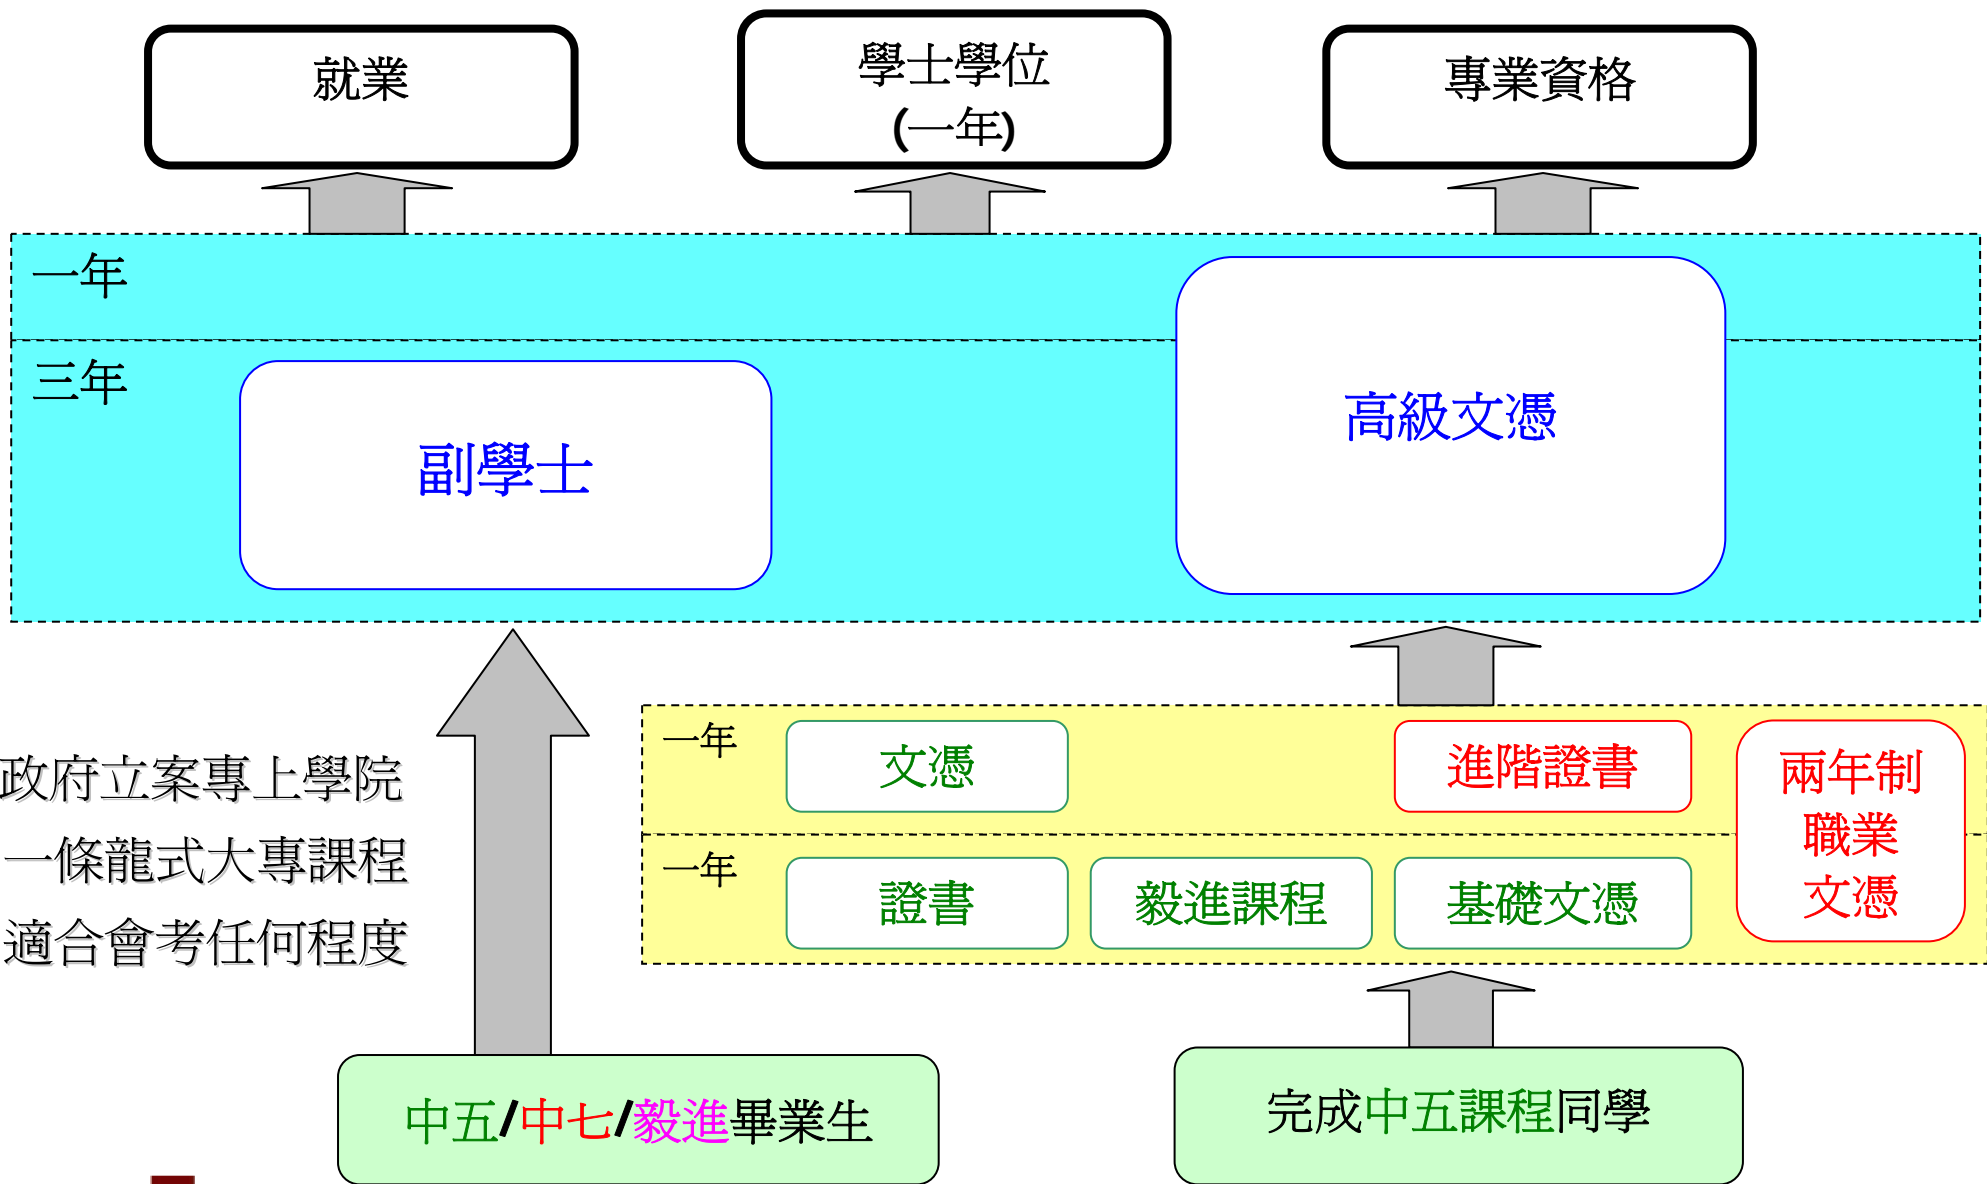 就業
學士學位
(一年)
專業資格
一年
三年
副學士
高級文憑
政府立案專上學院
一條龍式大專課程
適合會考任何程度
一年
文憑
進階證書
兩年制
職業
文憑
一年
證書
毅進課程
基礎文憑
中五/中七/毅進畢業生
完成中五課程同學